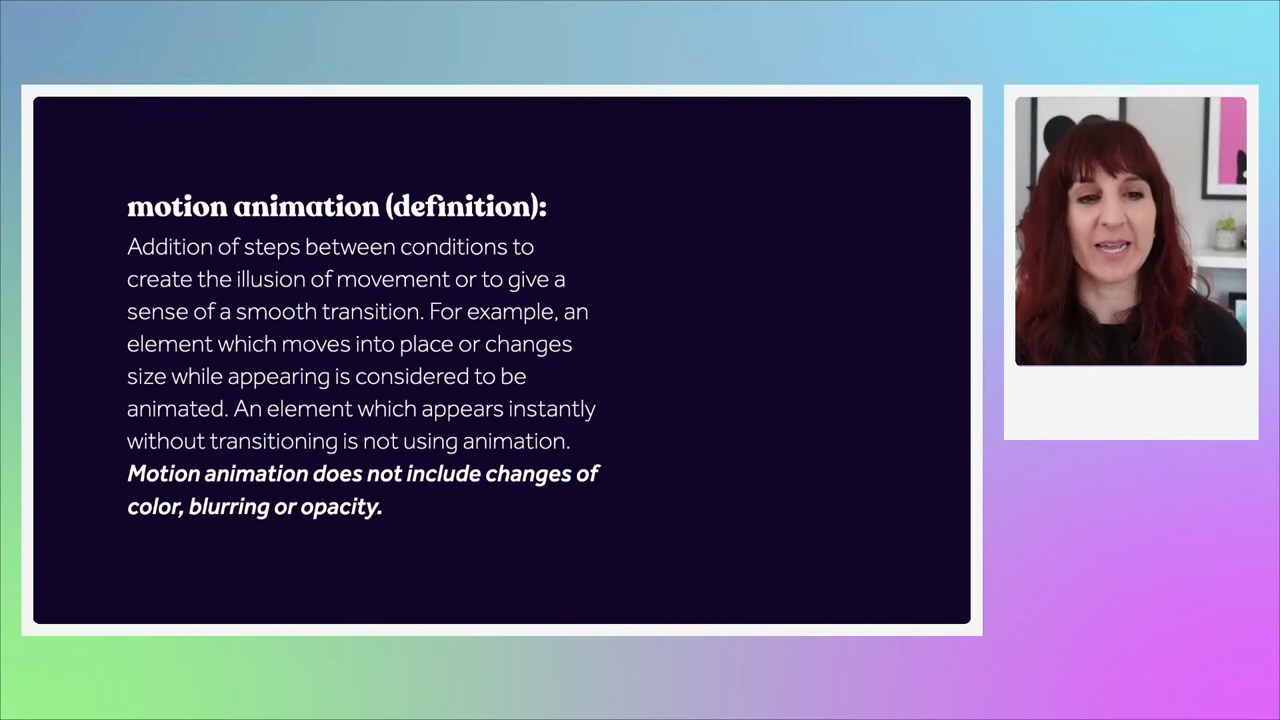 motion animation (definition):
Addition of steps between conditions to
create the illusion of movement or to give a
sense of a smooth transition. For example, an
element which moves into place or changes
size while appearing is considered to be
animated. An element which appears instantly
without transitioning is not using animation.
Motion animation does not include changes of
color, blurring or opacity.